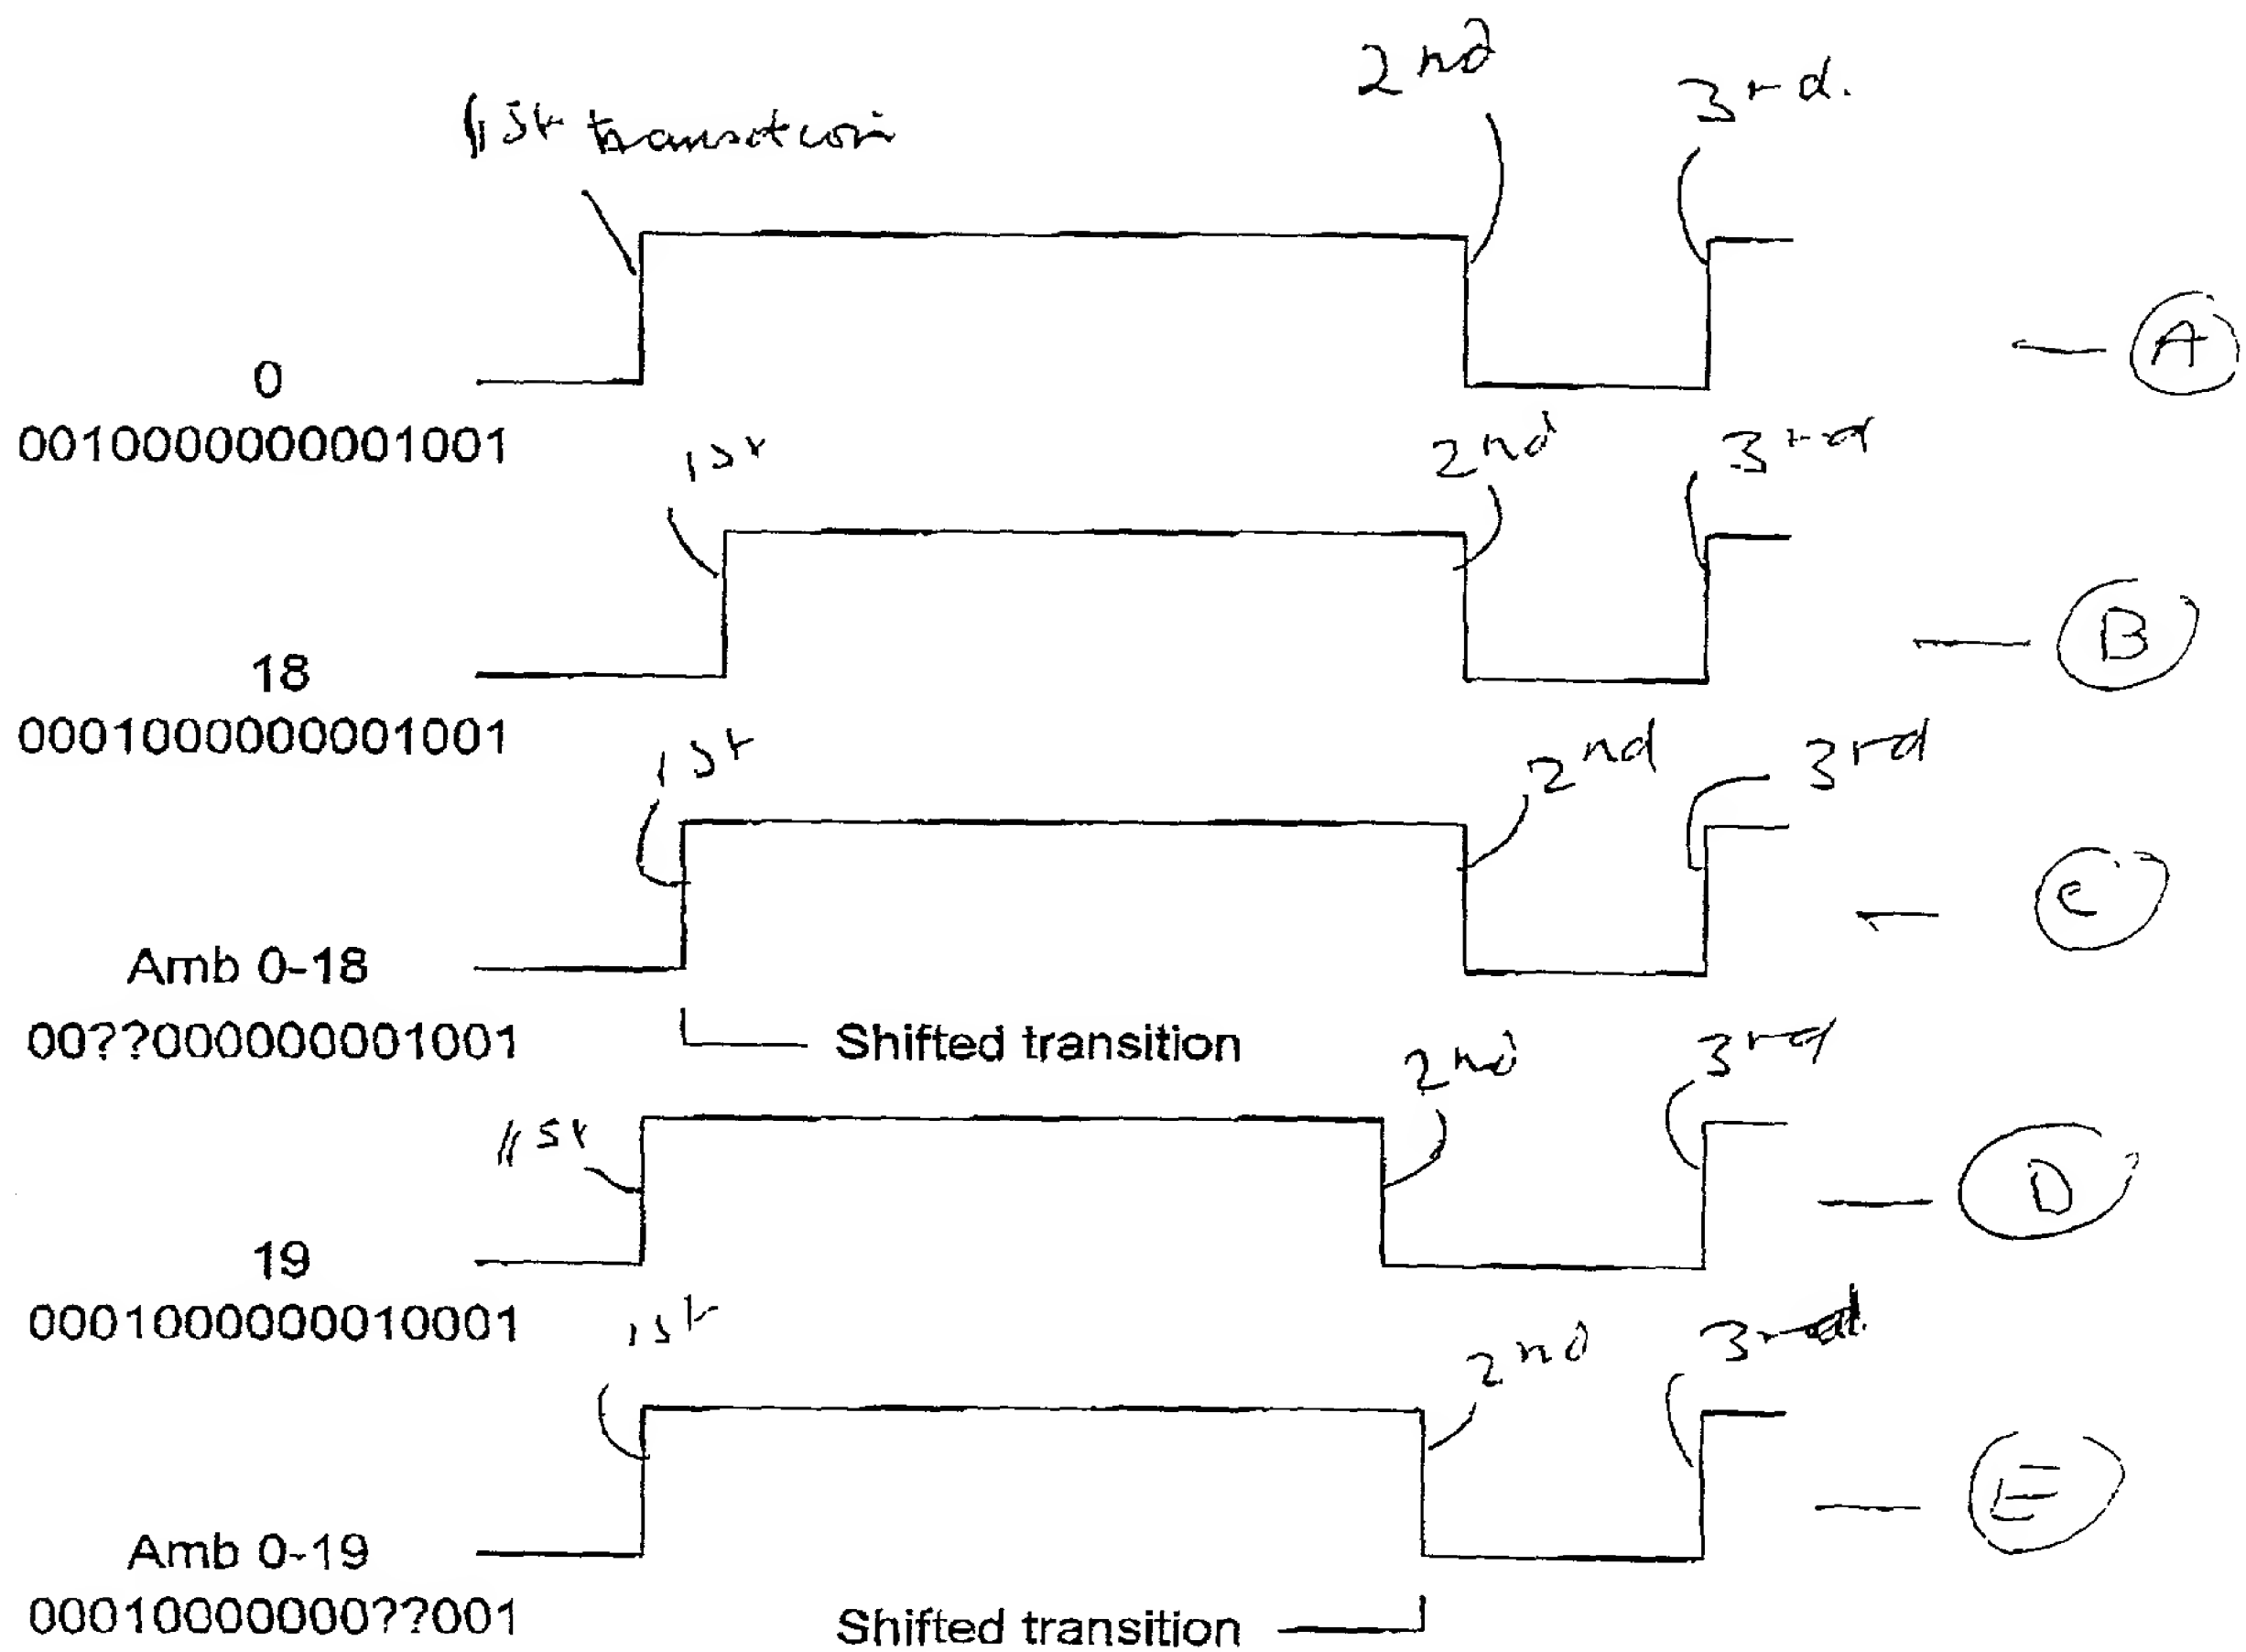 2nd
3rd.
1st transition
A
0
0010000000001001
1st
2nd
3rd
B
18
0001000000001001
1st
2nd
3rd
C
Amb 0-18
00??000000001001
Shifted transition
2nd
3rd
1st
D
19
0001000000010001
1st
2nd
3rd.
E
Amb 0-19
00010000000??001
Shifted transition